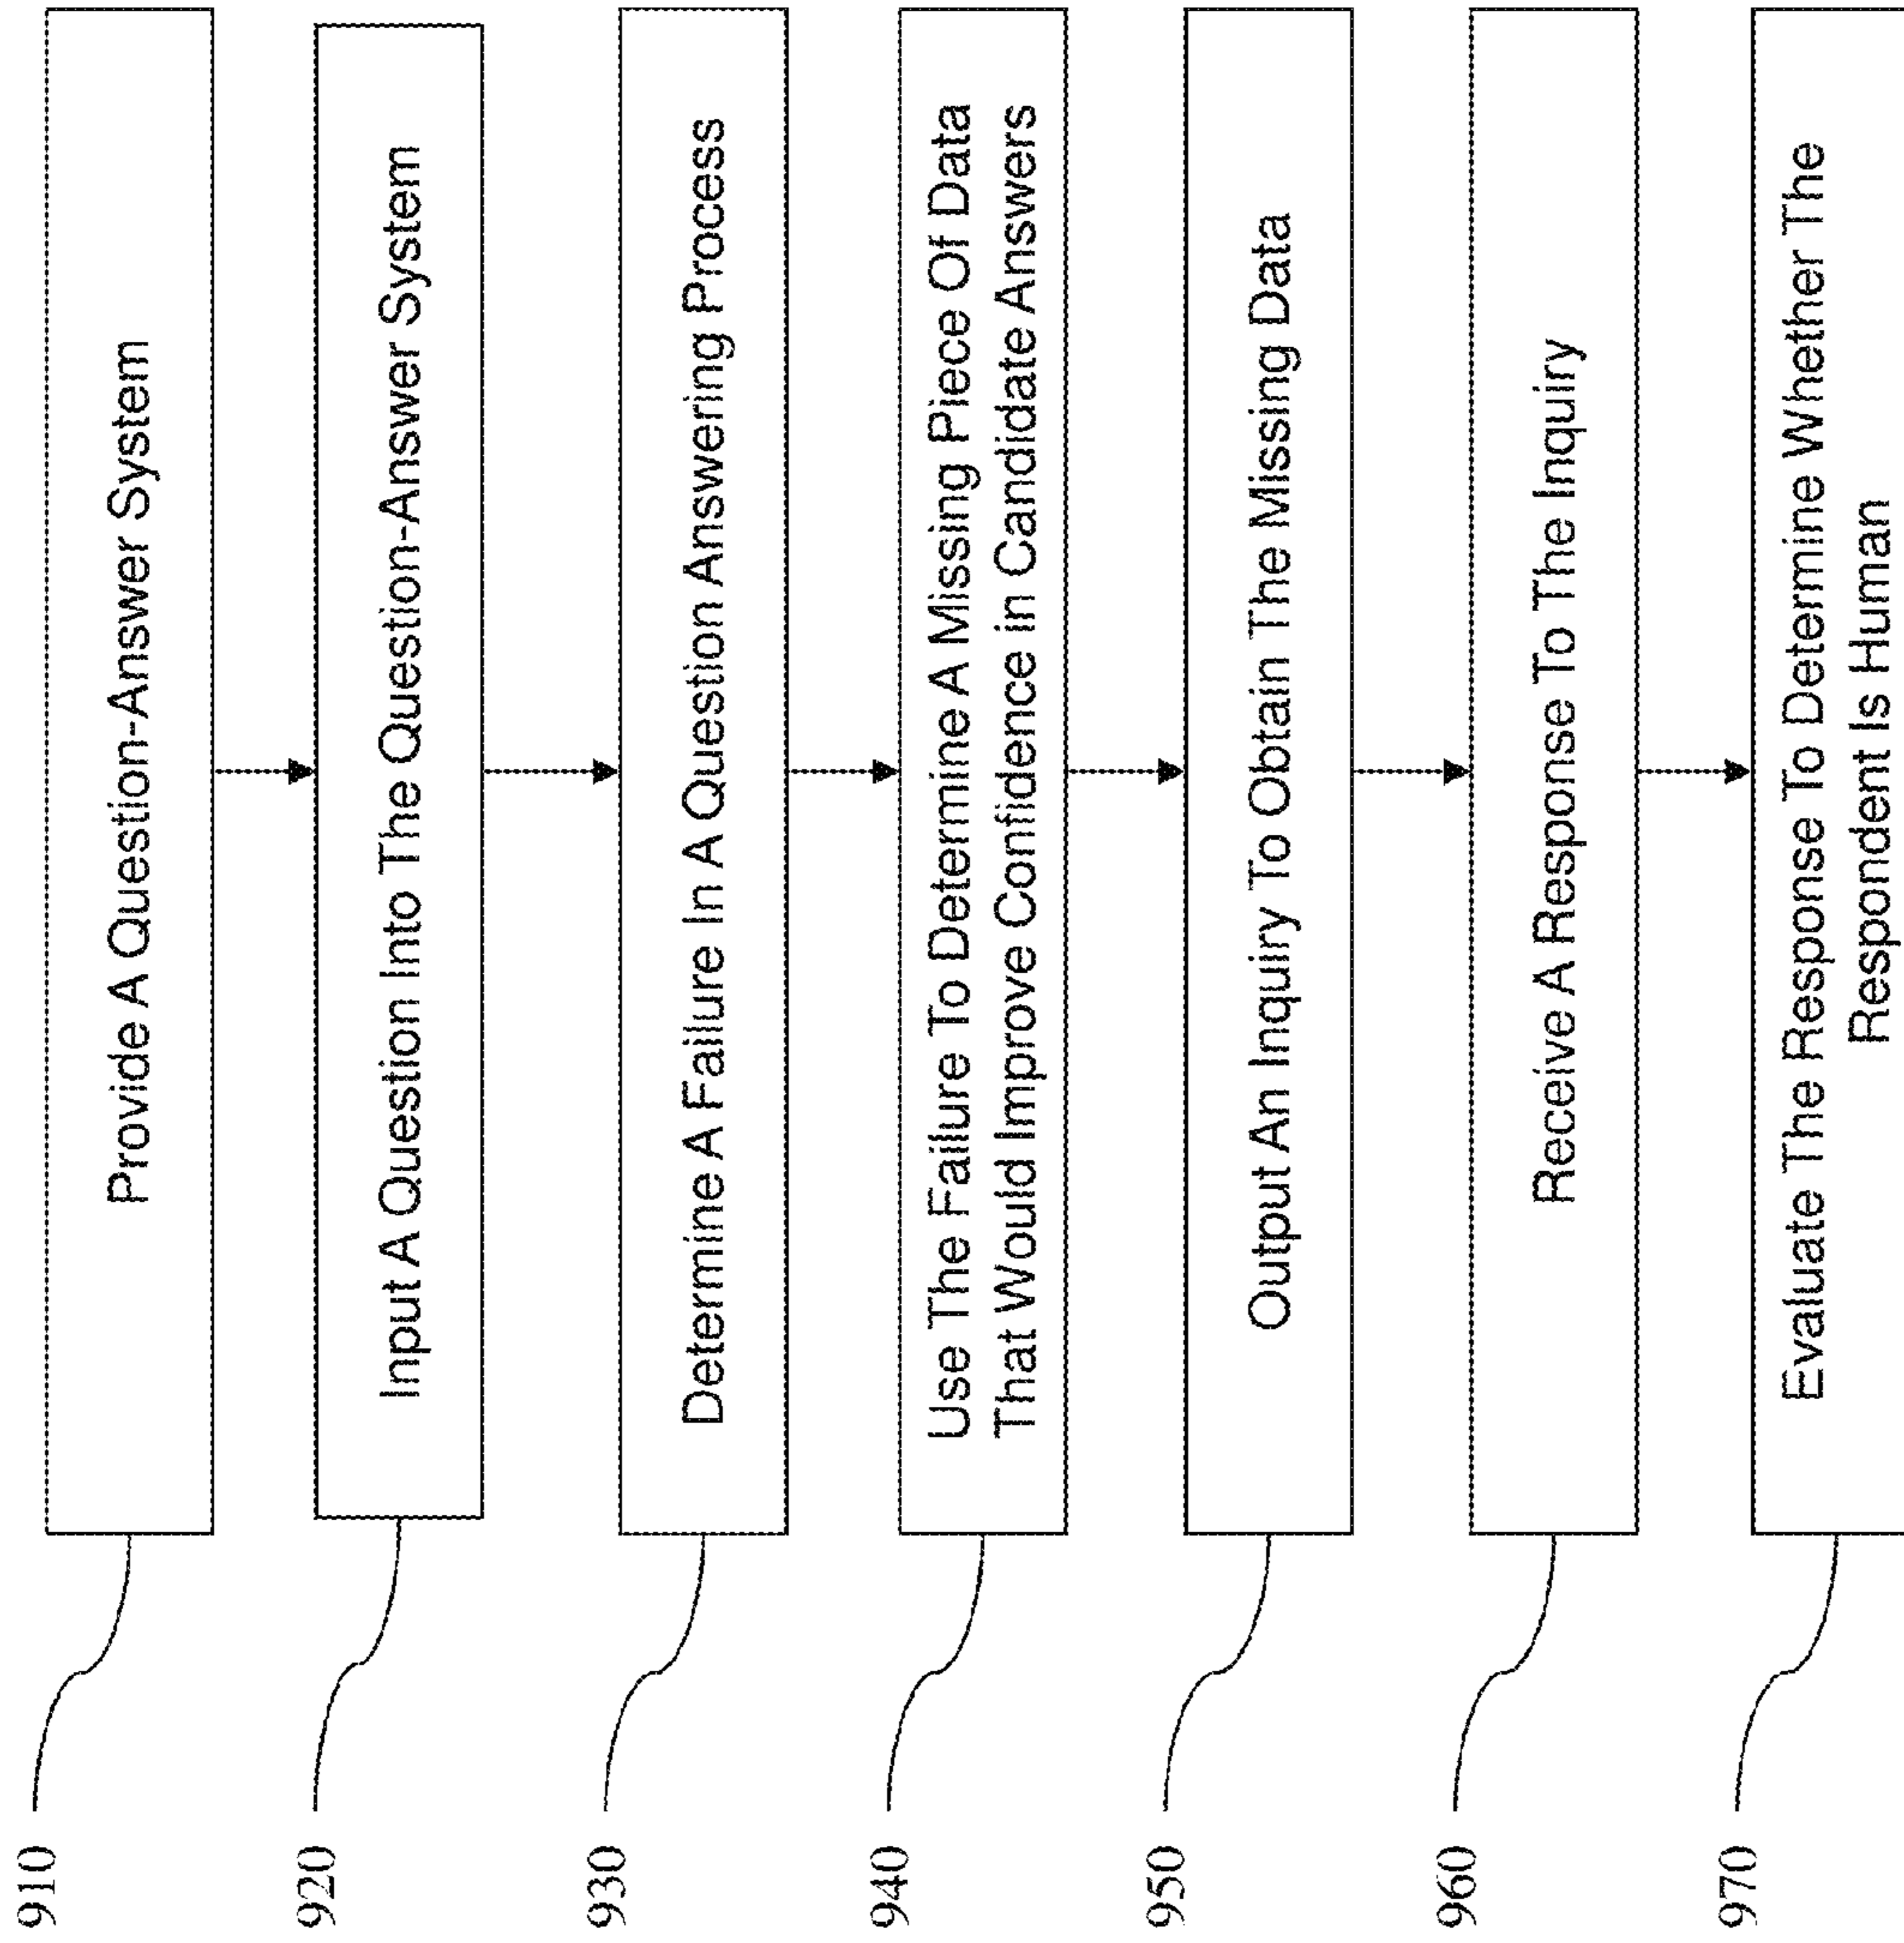 910
Provide A Question-Answer System
920
Input A Question Into The Question-Answer System
930
Determine A Failure In A Question Answering Process
940
Use The Failure To Determine A Missing Piece Of Data
That Would Improve Confidence in Candidate Answers
950
Output An Inquiry To Obtain The Missing Data
960
Receive A Response To The Inquiry
970
Evaluate The Response To Determine Whether The
Respondent Is Human